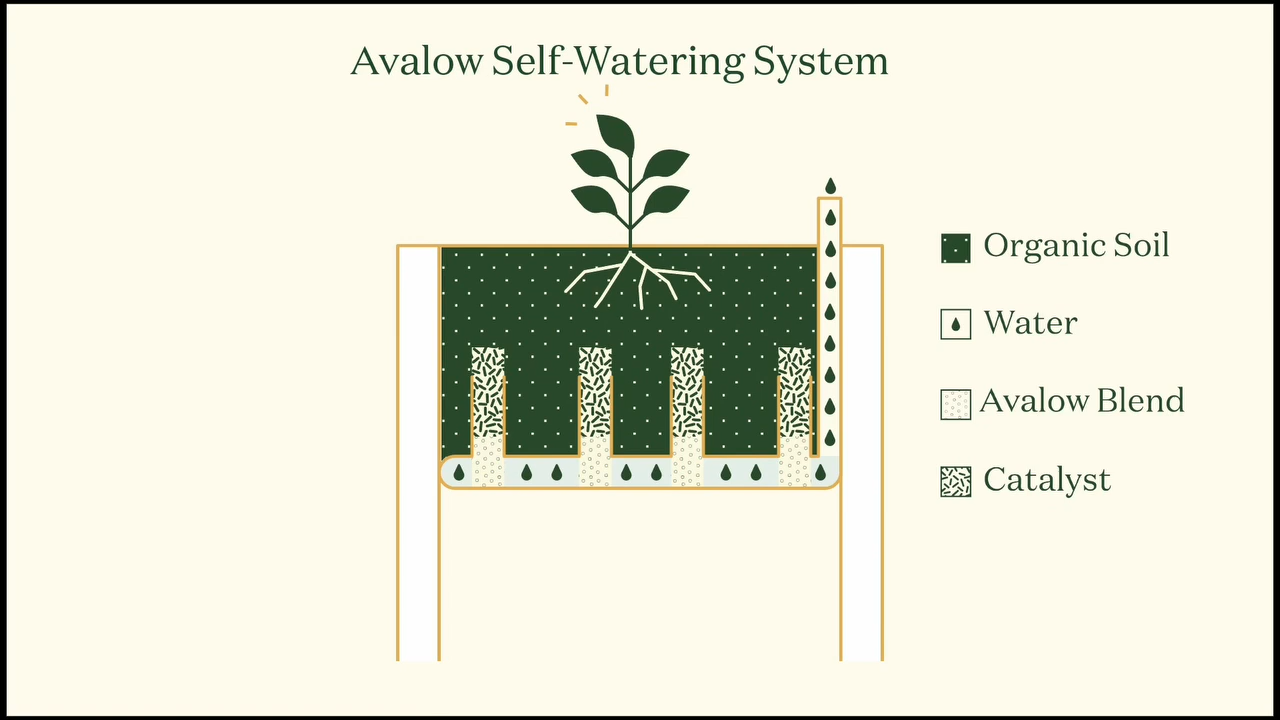 Avalow Self-Watering System
Organic Soil
Water
Avalow Blend
Catalyst